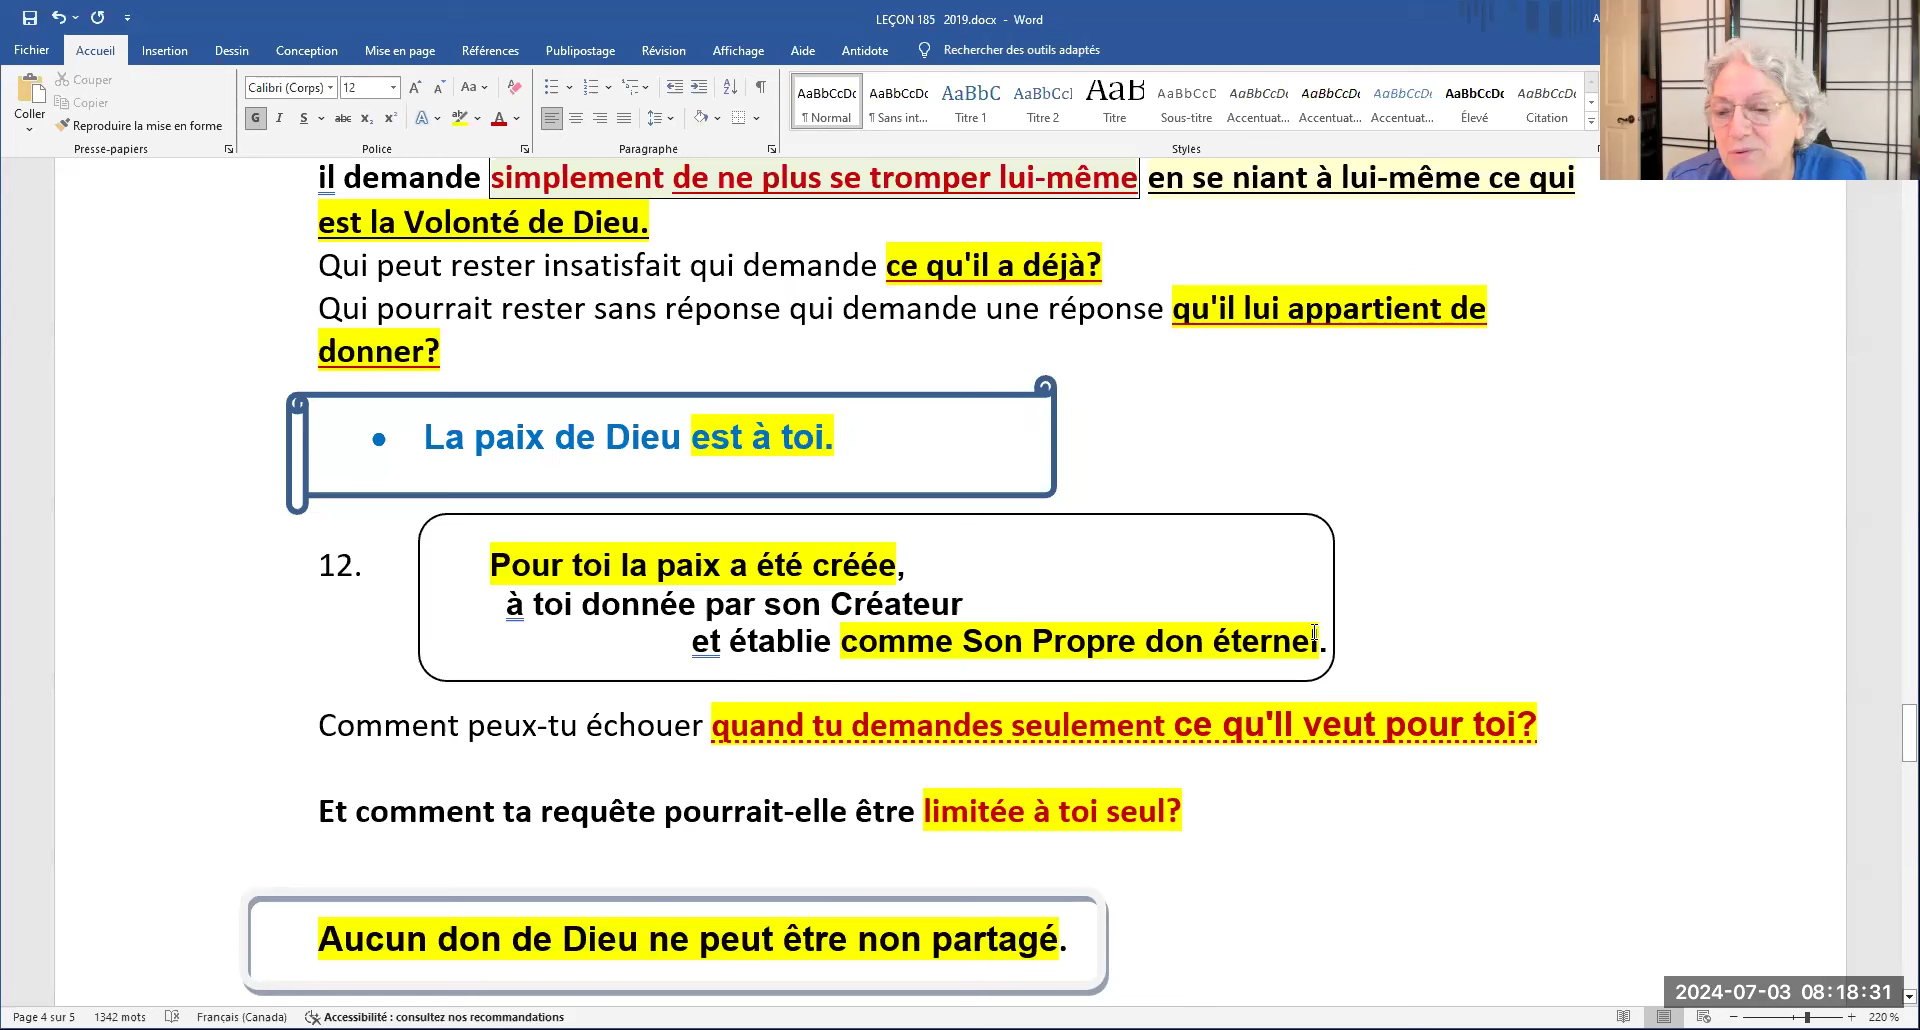 LEÇON 185 2019.docx - Word
Fichier Accueil Insertion Dessin Conception Mise en page Références Publipostage Révision Affichage Aide Antidote Rechercher des outils adaptés
Coller
Couper
Copier
Reproduire la mise en forme
Presse-papiers
Calibri (Corps) 12
G I S abc x₂ x²
Police
Paragraphe
AaBbCcDc AaBbCcDc AaBbC AaBbCcI AaBb AaBbCcD AaBbCcDc AaBbCcDc AaBbCcDc AaBbCcDc AaBbCcDc
¶ Normal ¶ Sans int... Titre 1 Titre 2 Titre Sous-titre Accentuat... Accentuat... Accentuat... Élevé Citation
Styles
il demande simplement de ne plus se tromper lui-même en se niant à lui-même ce qui
est la Volonté de Dieu.
Qui peut rester insatisfait qui demande ce qu'il a déjà?
Qui pourrait rester sans réponse qui demande une réponse qu'il lui appartient de
donner?
• La paix de Dieu est à toi.
12. Pour toi la paix a été créée,
à toi donnée par son Créateur
et établie comme Son Propre don éternel.
Comment peux-tu échouer quand tu demandes seulement ce qu'Il veut pour toi?
Et comment ta requête pourrait-elle être limitée à toi seul?
Aucun don de Dieu ne peut être non partagé.
2024-07-03 08:18:31
Page 4 sur 5 1342 mots Français (Canada) Accessibilité : consultez nos recommandations 220 %